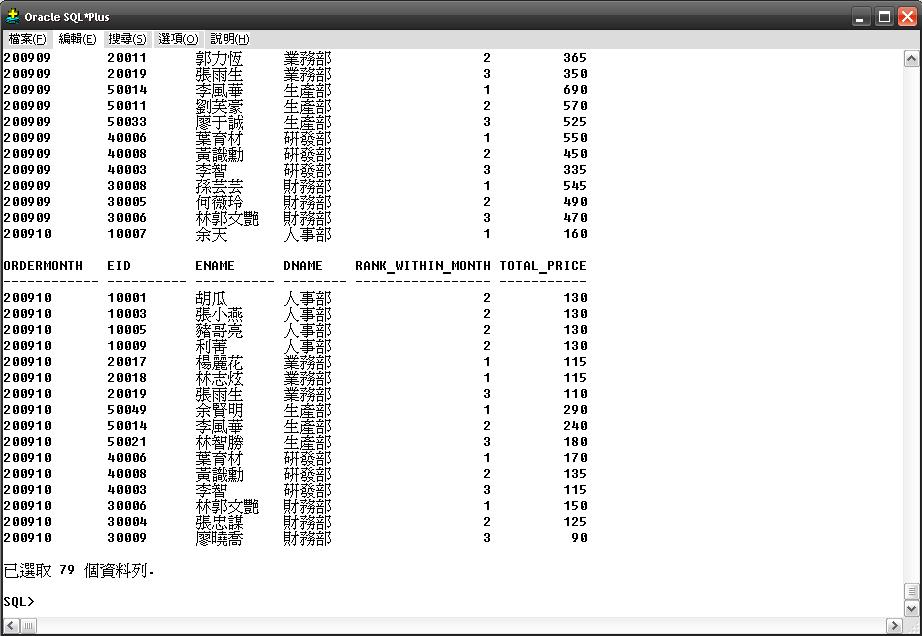 Oracle SQL*Plus
檔案(F) 編輯(E) 搜尋(S) 選項(O) 說明(H)
200909 20011 郭力恆 業務部 2 365
200909 20019 張雨生 業務部 3 350
200909 50014 李風華 生產部 1 690
200909 50011 劉芙豪 生產部 2 570
200909 50033 廖于誠 生產部 3 525
200909 40006 葉育材 研發部 1 550
200909 40008 黃識勳 研發部 2 450
200909 40003 李智 研發部 3 335
200909 30008 孫芸芸 財務部 1 545
200909 30005 何薇玲 財務部 2 490
200909 30006 林郭文艷 財務部 3 470
200910 10007 余天 人事部 1 160
ORDERMONTH EID ENAME DNAME RANK_WITHIN_MONTH TOTAL_PRICE
------------ ---------- ---------- -------- ----------------- -----------
200910 10001 胡瓜 人事部 2 130
200910 10003 張小燕 人事部 2 130
200910 10005 豬哥亮 人事部 2 130
200910 10009 利菁 人事部 2 130
200910 20017 楊麗花 業務部 1 115
200910 20018 林志炫 業務部 1 115
200910 20019 張雨生 業務部 3 110
200910 50049 余賢明 生產部 1 290
200910 50014 李風華 生產部 2 240
200910 50021 林智勝 生產部 3 180
200910 40006 葉育材 研發部 1 170
200910 40008 黃識勳 研發部 2 135
200910 40003 李智 研發部 3 115
200910 30006 林郭文艷 財務部 1 150
200910 30004 張忠謀 財務部 2 125
200910 30009 廖曉喬 財務部 3 90
已選取 79 個資料列.
SQL>